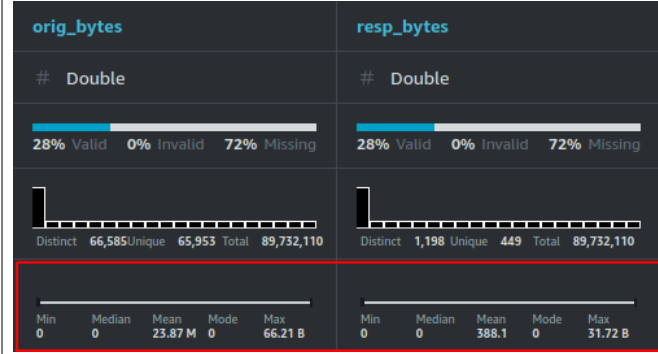 orig_bytes resp_bytes
# Double # Double
28% Valid 0% Invalid 72% Missing 28% Valid 0% Invalid 72% Missing
Distinct 66,585 Unique 65,953 Total 89,732,110 Distinct 1,198 Unique 449 Total 89,732,110
Min Median Mean Mode Max Min Median Mean Mode Max
0 0 23.87 M 0 66.21 B 0 0 388.1 0 31.72 B